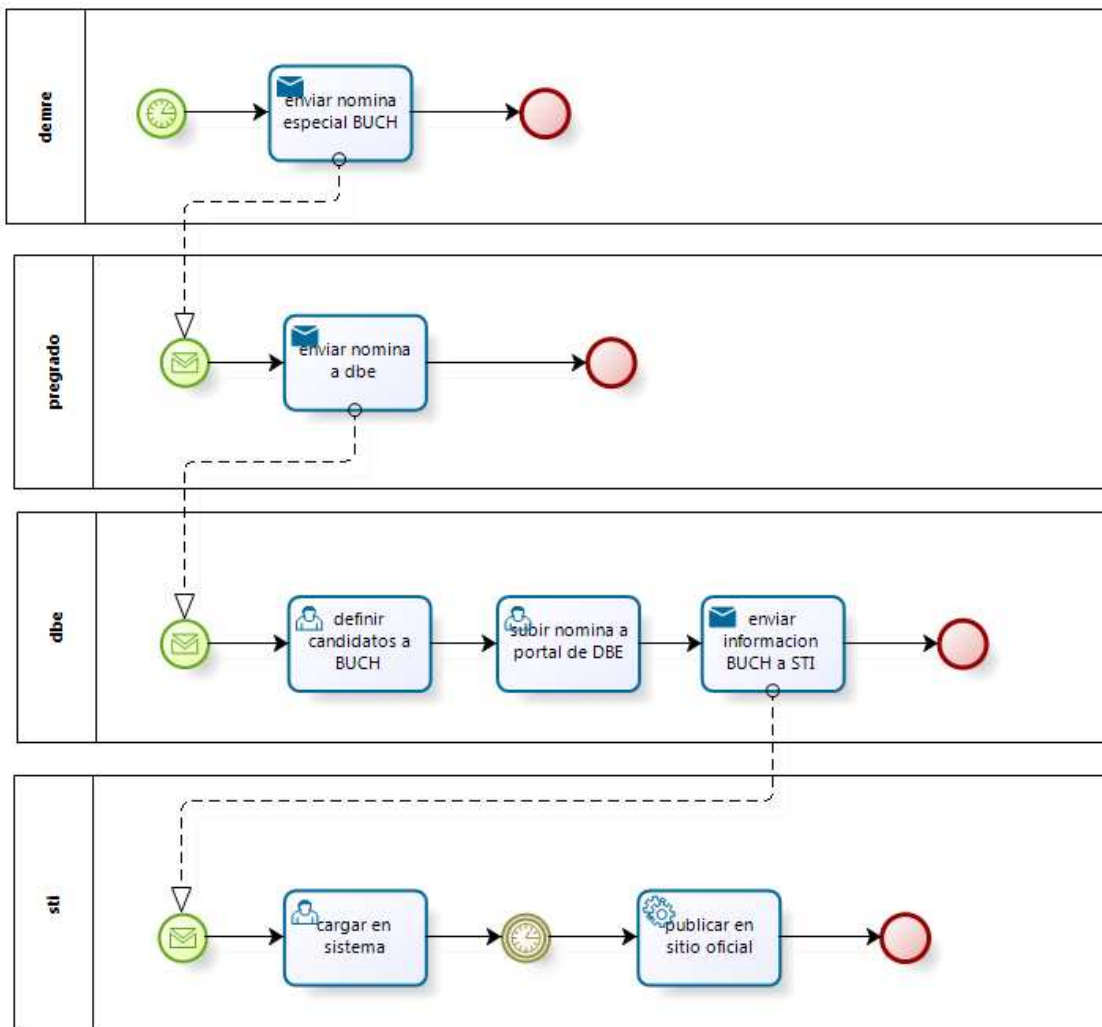 demre
enviar nomina
especial BUCH
pregrado
enviar nomina
a dbe
dbe
definir
candidatos a
BUCH
subir nomina a
portal de DBE
enviar
informacion
BUCH a STI
sti
cargar en
sistema
publicar en
sitio oficial